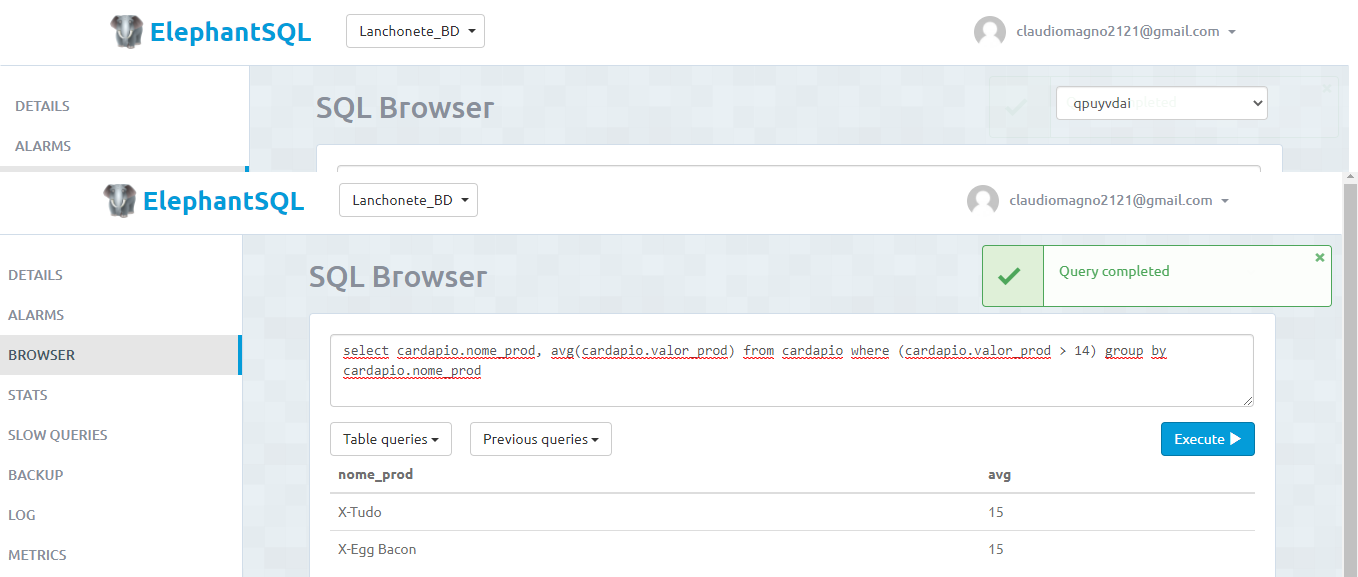 ElephantSQL Lanchonete_BD claudiomagno2121@gmail.com
DETAILS
SQL Browser
qpuyvdai
ALARMS
ElephantSQL Lanchonete_BD claudiomagno2121@gmail.com
DETAILS
SQL Browser
Query completed
ALARMS
BROWSER
select cardapio.nome_prod, avg(cardapio.valor_prod) from cardapio where (cardapio.valor_prod > 14) group by
cardapio.nome_prod
STATS
SLOW QUERIES
Table queries Previous queries Execute
BACKUP
nome_prod avg
LOG
X-Tudo 15
METRICS
X-Egg Bacon 15